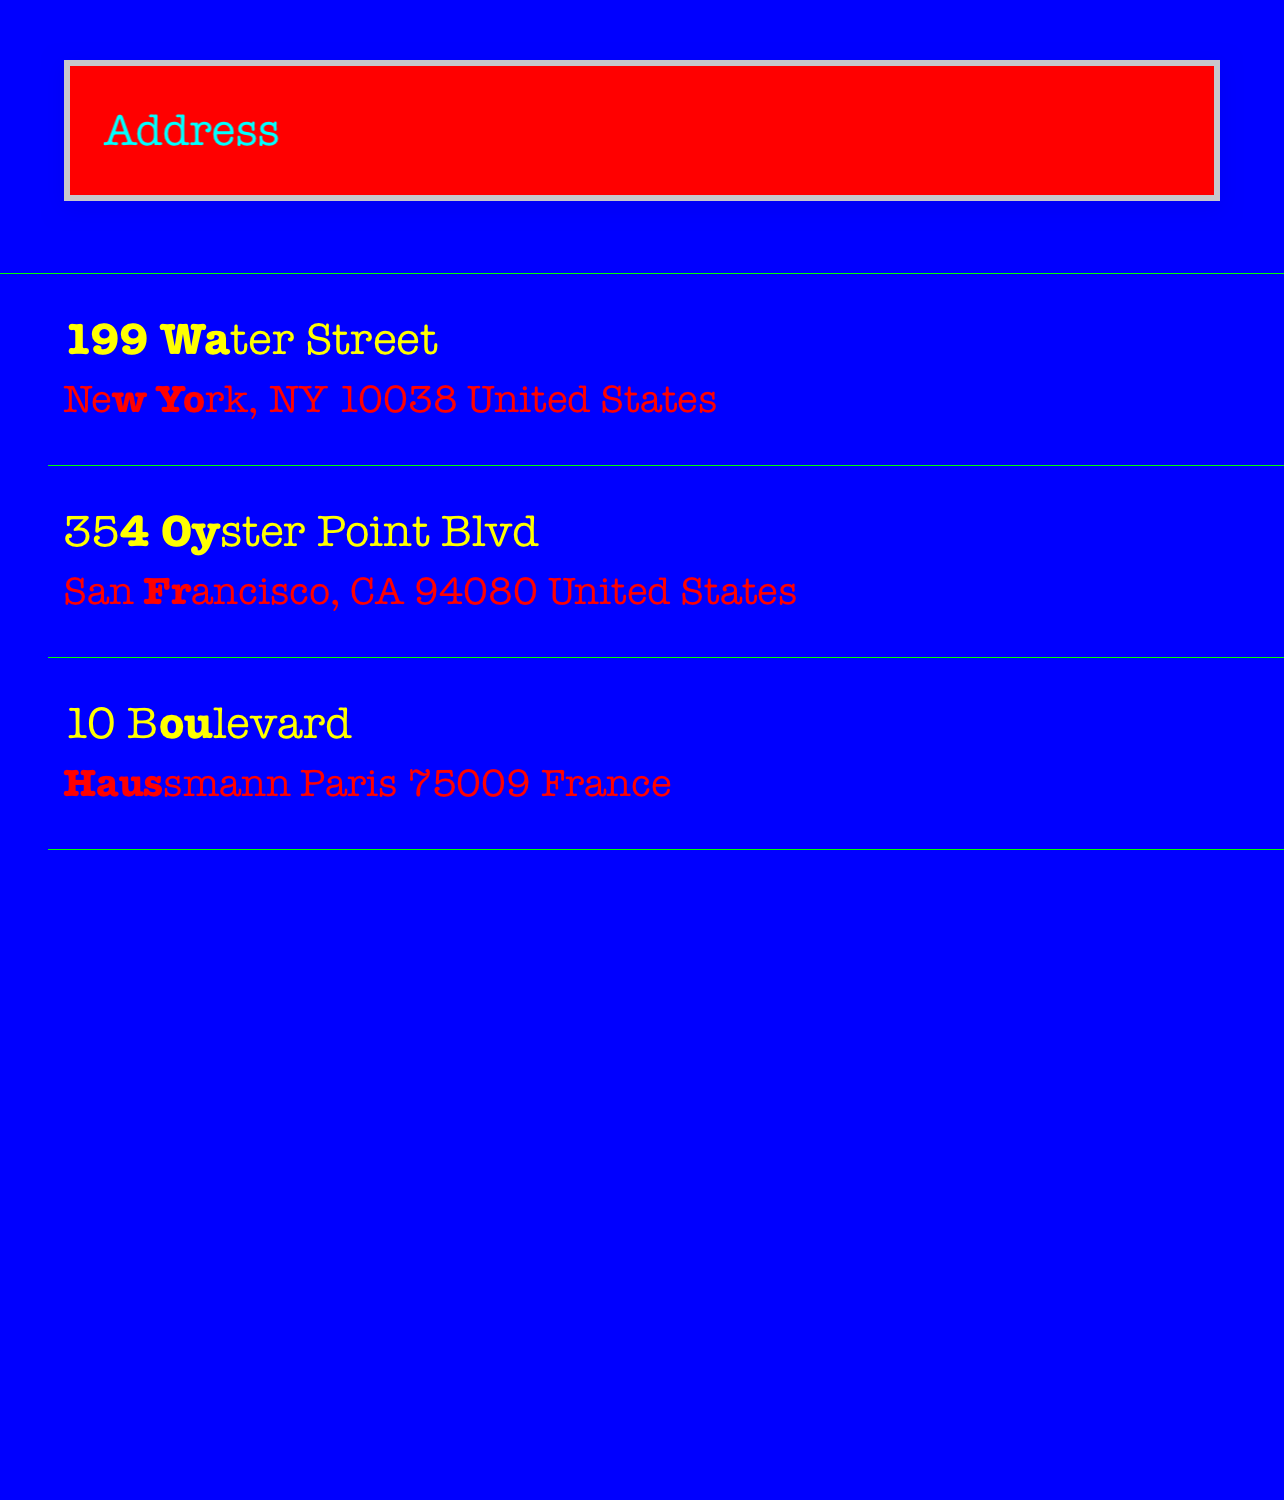 Address
199 Water Street
New York, NY 10038 United States
354 Oyster Point Blvd
San Francisco, CA 94080 United States
10 Boulevard
Haussmann Paris 75009 France